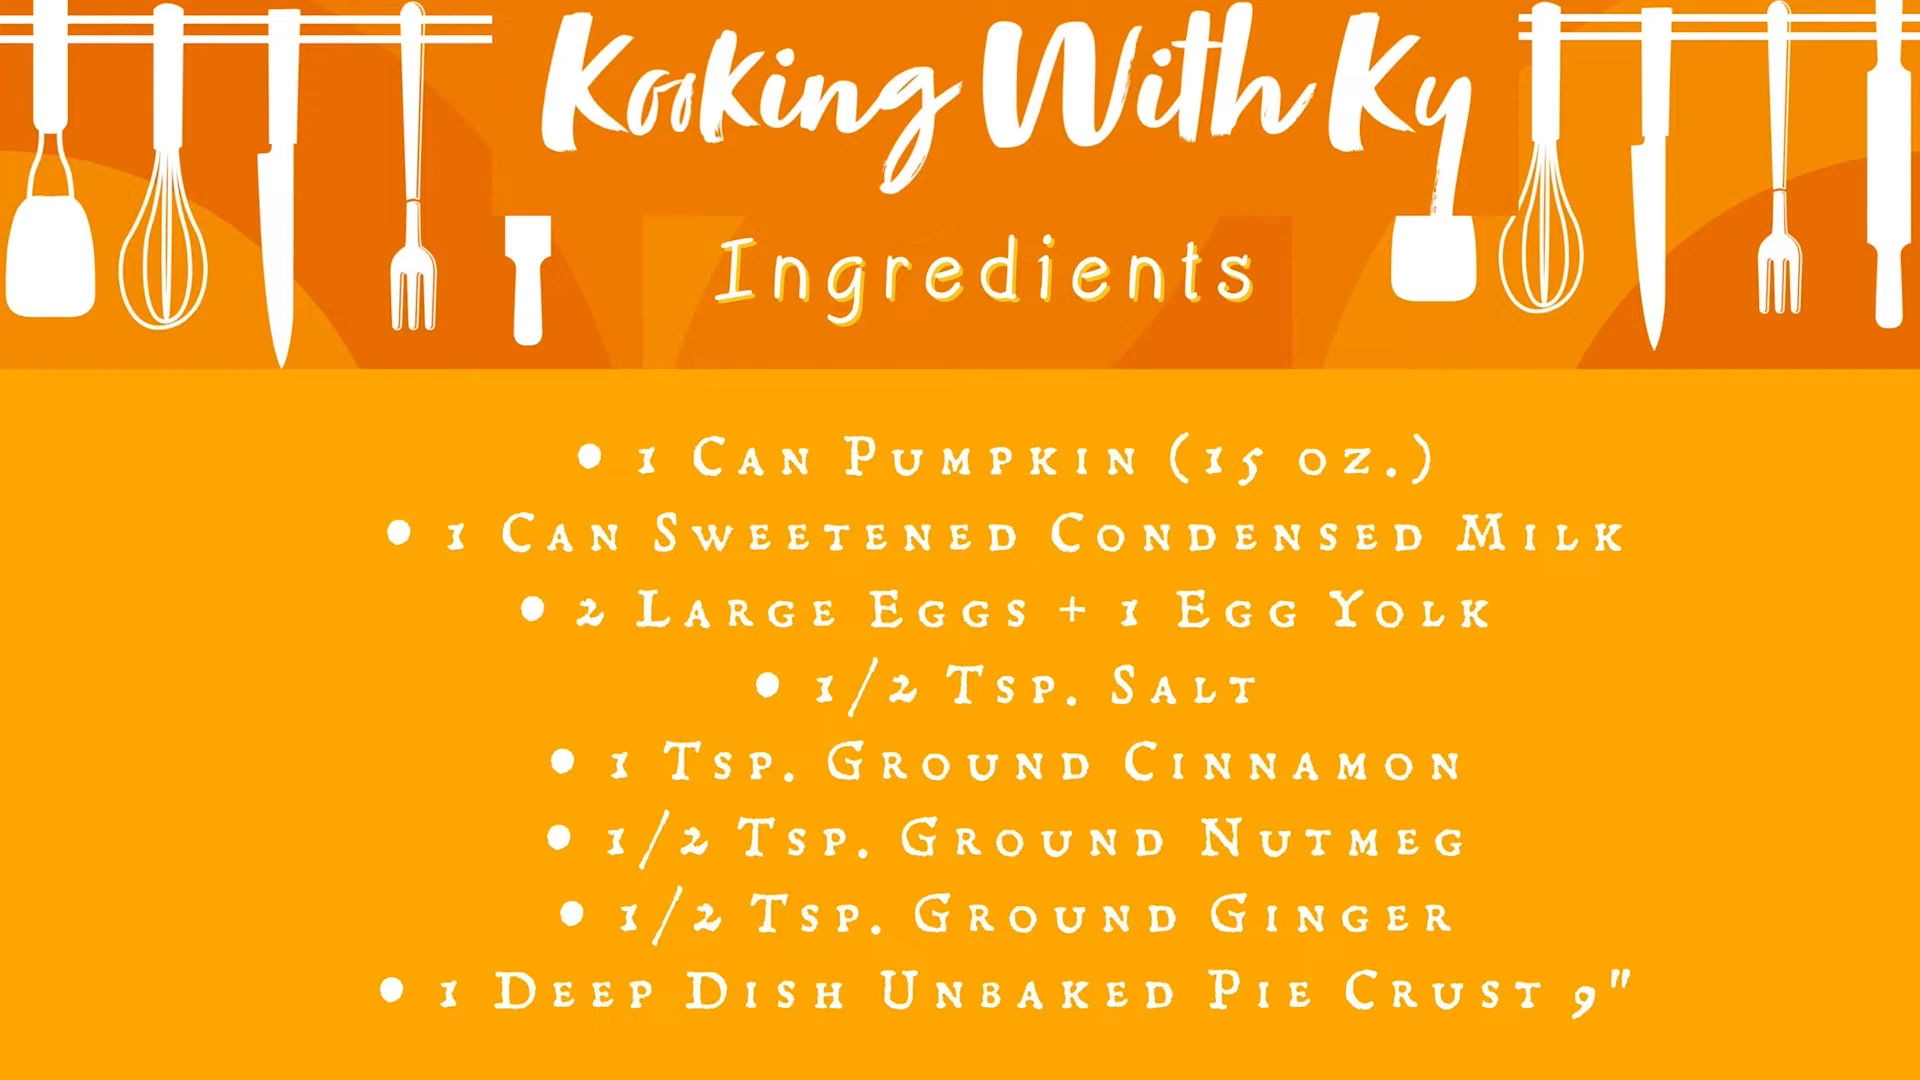 Kooking With Ky
Ingredients
• 1 Can Pumpkin (15 oz.)
• 1 Can Sweetened Condensed Milk
• 2 Large Eggs + 1 Egg Yolk
• 1/2 Tsp. Salt
• 1 Tsp. Ground Cinnamon
• 1/2 Tsp. Ground Nutmeg
• 1/2 Tsp. Ground Ginger
• 1 Deep Dish Unbaked Pie Crust 9"